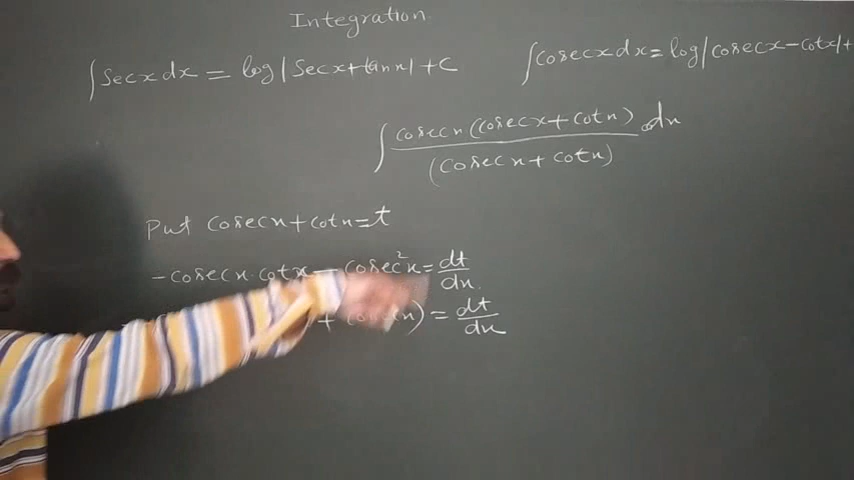 Integration
∫Secx dx = log|Secx+tanx|+C
∫Cosecx dx = log|Cosecx-Cotx|+
∫ Cosecx(Cosecx+Cotx) / (Cosecx+Cotx) . dx
Put Cosecx+Cotx=t
-Cosecx.Cotx - Cosec²x = dt/dx.
+ ) = dt/dx